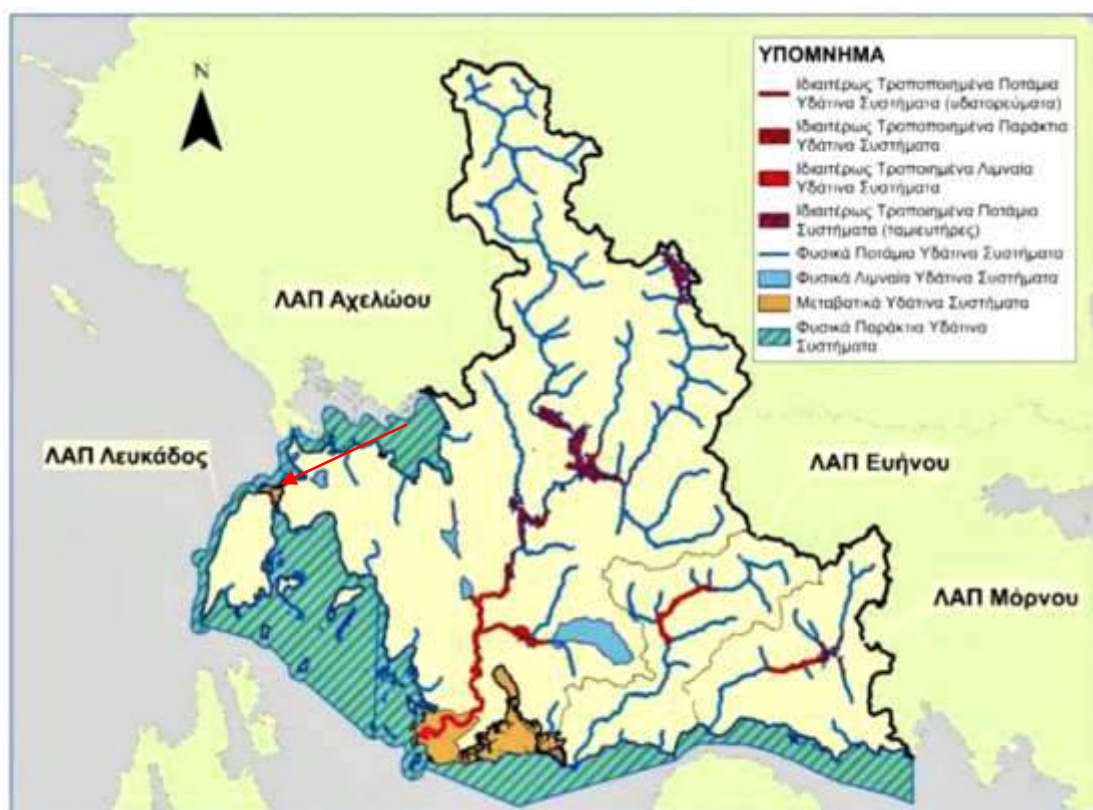 ΥΠΟΜΝΗΜΑ
Ιδιαιτέρως Τροποποιημένα Ποτάμια
Υδάτινα Συστήματα (υδατορεύματα)
Ιδιαιτέρως Τροποποιημένα Παράκτια
Υδάτινα Συστήματα
Ιδιαιτέρως Τροποιημένα Λιμναία
Υδάτινα Συστήματα
Ιδιαιτέρως Τροποιημένα Ποτάμια
Συστήματα (ταμιευτήρες)
Φυσικά Ποτάμια Υδάτινα Συστήματα
Φυσικά Λιμναία Υδάτινα Συστήματα
Μεταβατικά Υδάτινα Συστήματα
Φυσικά Παράκτια Υδάτινα
Συστήματα
N
ΛΑΠ Αχελώου
ΛΑΠ Λευκάδος
ΛΑΠ Ευήνου
ΛΑΠ Μόρνου